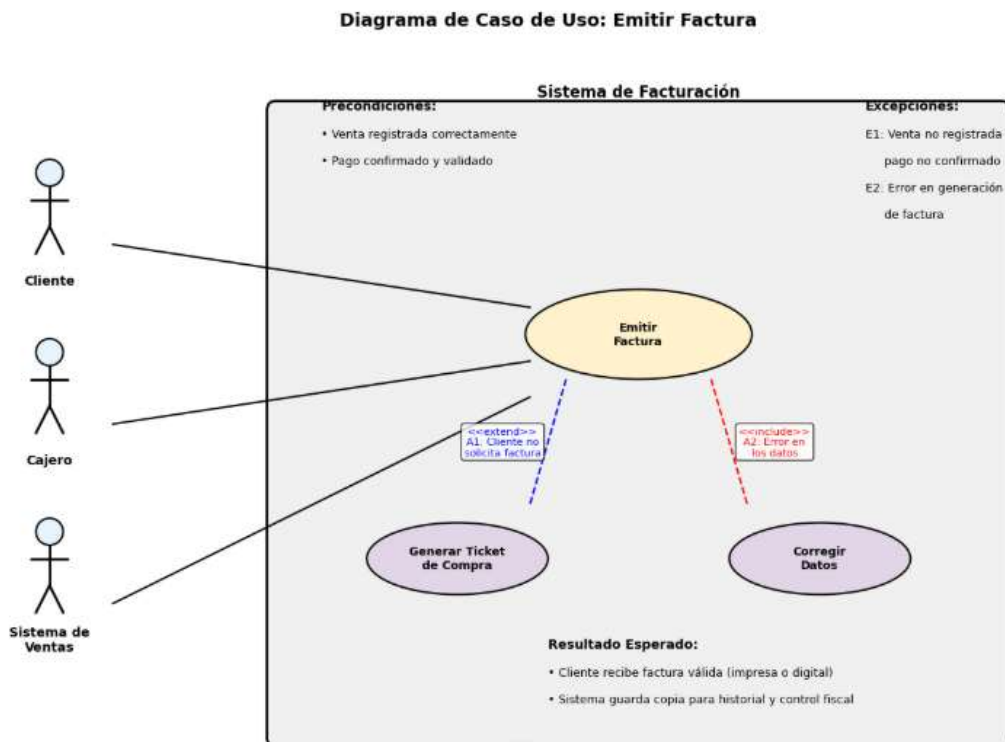 Diagrama de Caso de Uso: Emitir Factura
Sistema de Facturación
Precondiciones:
• Venta registrada correctamente
• Pago confirmado y validado
Excepciones:
E1: Venta no registrada
pago no confirmado
E2: Error en generación
de factura
Cliente
Cajero
Sistema de
Ventas
Emitir
Factura
<<extend>>
A1: Cliente no
solicita factura
<<include>>
A2: Error en
los datos
Generar Ticket
de Compra
Corregir
Datos
Resultado Esperado:
• Cliente recibe factura válida (impresa o digital)
• Sistema guarda copia para historial y control fiscal